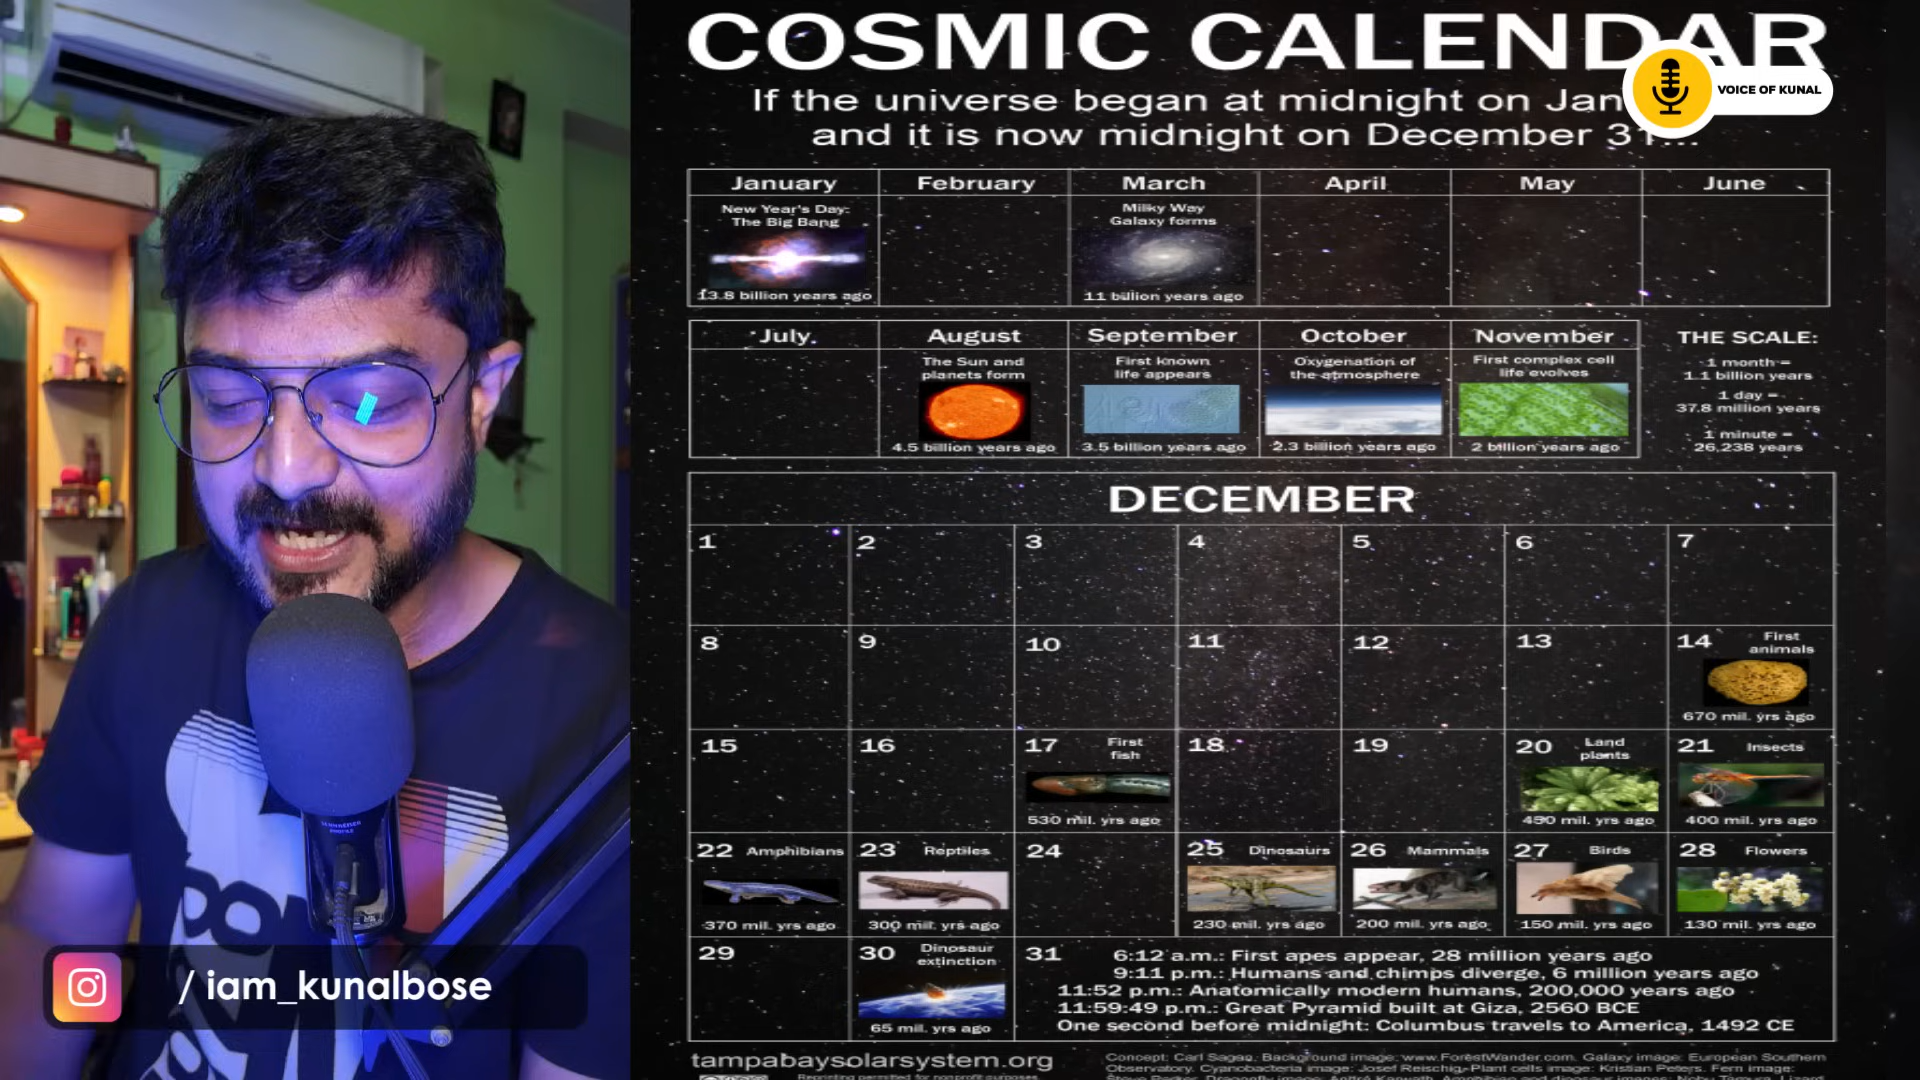 COSMIC CALENDAR
If the universe began at midnight on Jan
and it is now midnight on December 31...
VOICE OF KUNAL
January
February
March
April
May
June
New Year's Day:
The Big Bang
13.8 billion years ago
Milky Way
Galaxy forms
11 billion years ago
July
August
September
October
November
The Sun and
planets form
4.5 billion years ago
First known
life appears
3.5 billion years ago
Oxygenation of
the atmosphere
2.3 billion years ago
First complex cell
life evolves
2 billion years ago
THE SCALE:
1 month =
1.1 billion years
1 day =
37.8 million years
1 minute =
26,238 years
DECEMBER
1
2
3
4
5
6
7
8
9
10
11
12
13
14 First
animals
670 mil. yrs ago
15
16
17 First
fish
530 mil. yrs ago
18
19
20 Land
plants
450 mil. yrs ago
21 Insects
400 mil. yrs ago
22 Amphibians
370 mil. yrs ago
23 Reptiles
300 mil. yrs ago
24
25 Dinosaurs
230 mil. yrs ago
26 Mammals
200 mil. yrs ago
27 Birds
150 mil. yrs ago
28 Flowers
130 mil. yrs ago
29
30 Dinosaur
extinction
65 mil. yrs ago
31 6:12 a.m.: First apes appear, 28 million years ago
9:11 p.m.: Humans and chimps diverge, 6 million years ago
11:52 p.m.: Anatomically modern humans, 200,000 years ago
11:59:49 p.m.: Great Pyramid built at Giza, 2560 BCE
One second before midnight: Columbus travels to America, 1492 CE
tampabaysolarsystem.org
Concept: Carl Sagan. Background image: www.ForestWander.com. Galaxy image: European Southern
Observatory. Cyanobacteria image: Josef Reischig. Plant cells image: Kristian Peters. Fern image:
/ iam_kunalbose